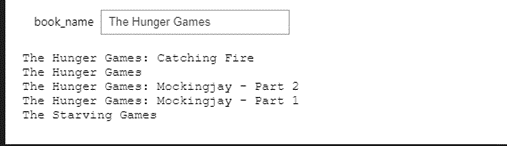 book_name The Hunger Games
The Hunger Games: Catching Fire
The Hunger Games
The Hunger Games: Mockingjay - Part 2
The Hunger Games: Mockingjay - Part 1
The Starving Games